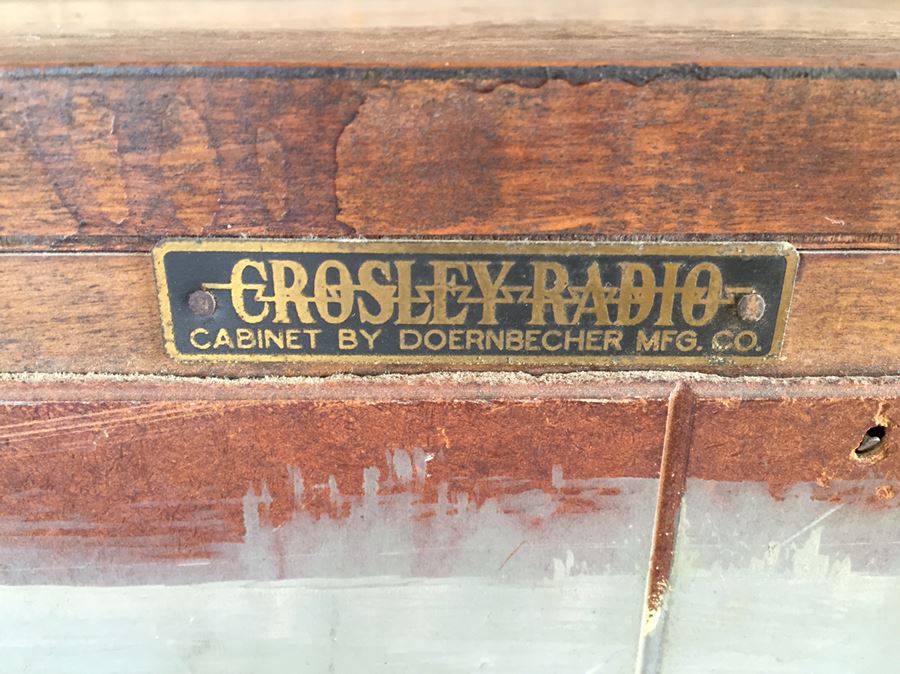 CROSLEY RADIO
CABINET BY DOERNBECHER MFG. CO.